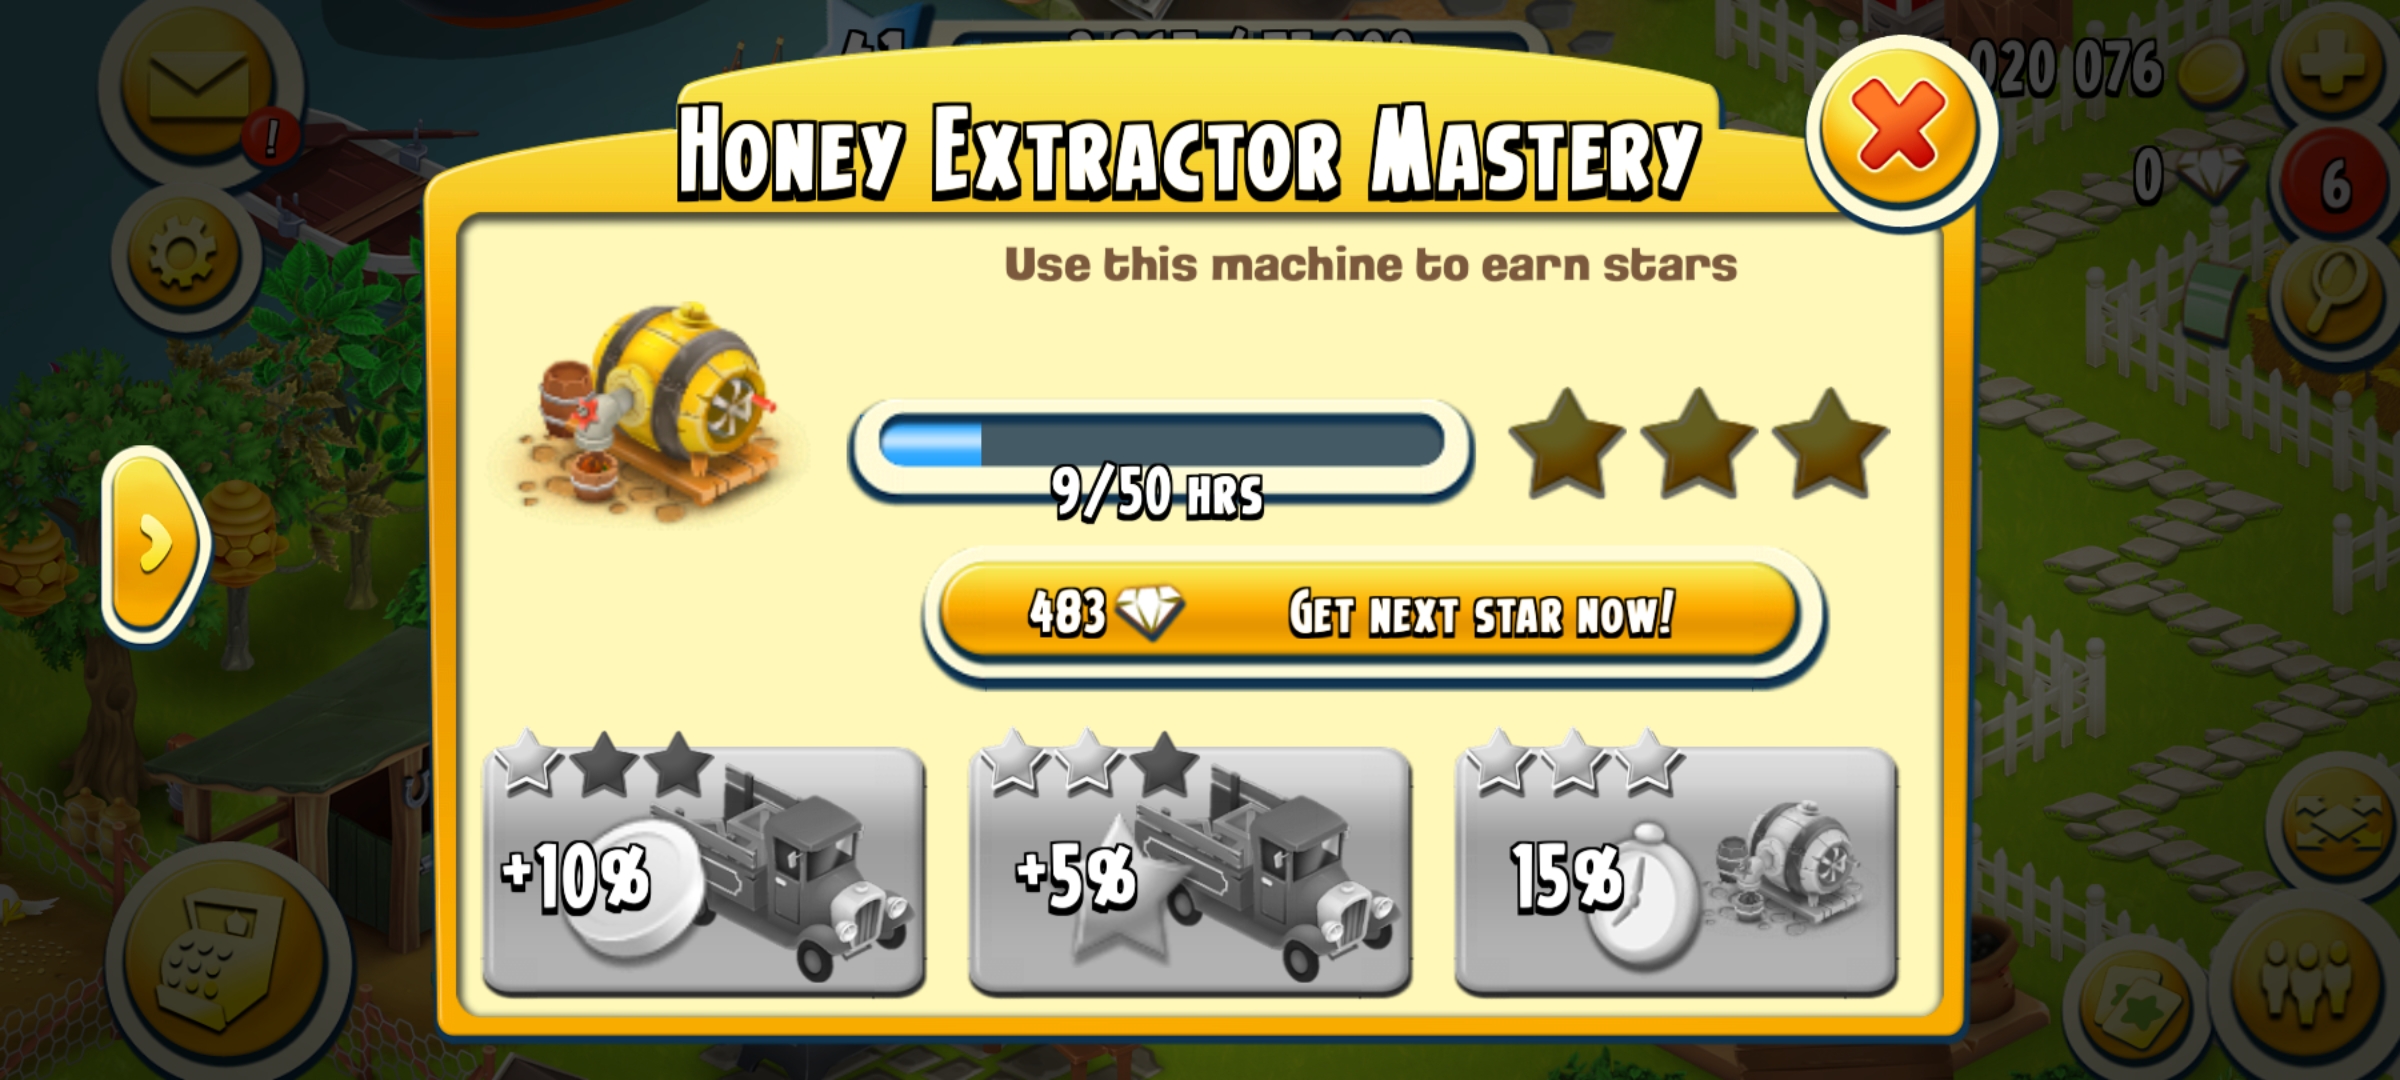 HONEY EXTRACTOR MASTERY
020 076
0
6
!
Use this machine to earn stars
9/50 HRS
483 GET NEXT STAR NOW!
+10%
+5%
15%